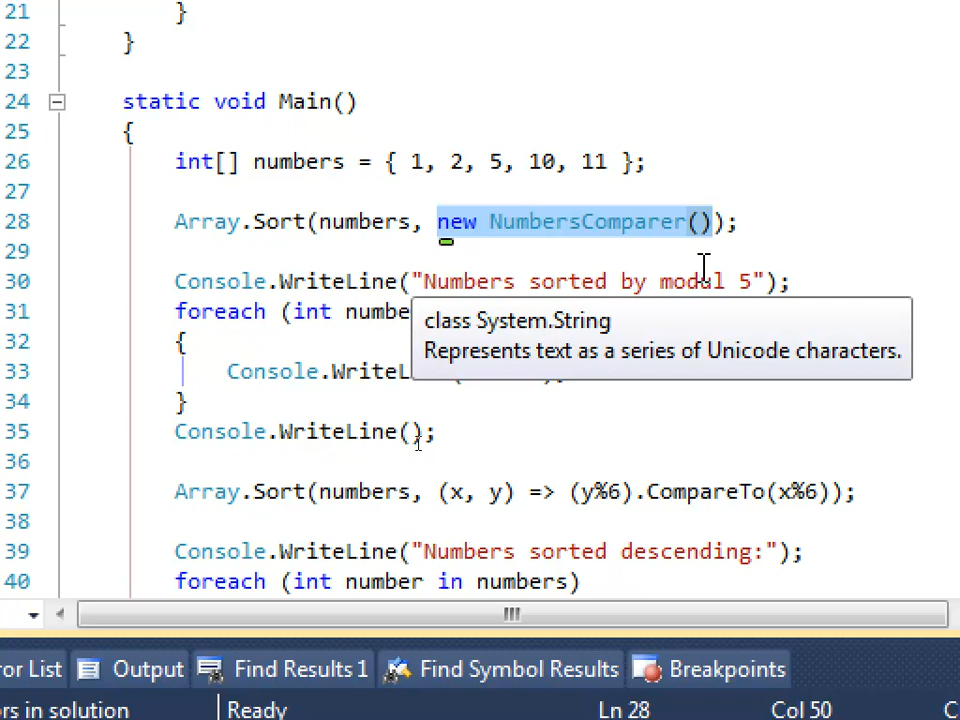 21 }
22 }
23
24 static void Main()
25 {
26 int[] numbers = { 1, 2, 5, 10, 11 };
27
28 Array.Sort(numbers, new NumbersComparer());
29
30 Console.WriteLine("Numbers sorted by modul 5");
31 foreach (int numbe
class System.String
32 {
Represents text as a series of Unicode characters.
33 Console.WriteL
34 }
35 Console.WriteLine();
36
37 Array.Sort(numbers, (x, y) => (y%6).CompareTo(x%6));
38
39 Console.WriteLine("Numbers sorted descending:");
40 foreach (int number in numbers)
ror List Output Find Results 1 Find Symbol Results Breakpoints
rs in solution Ready Ln 28 Col 50 C